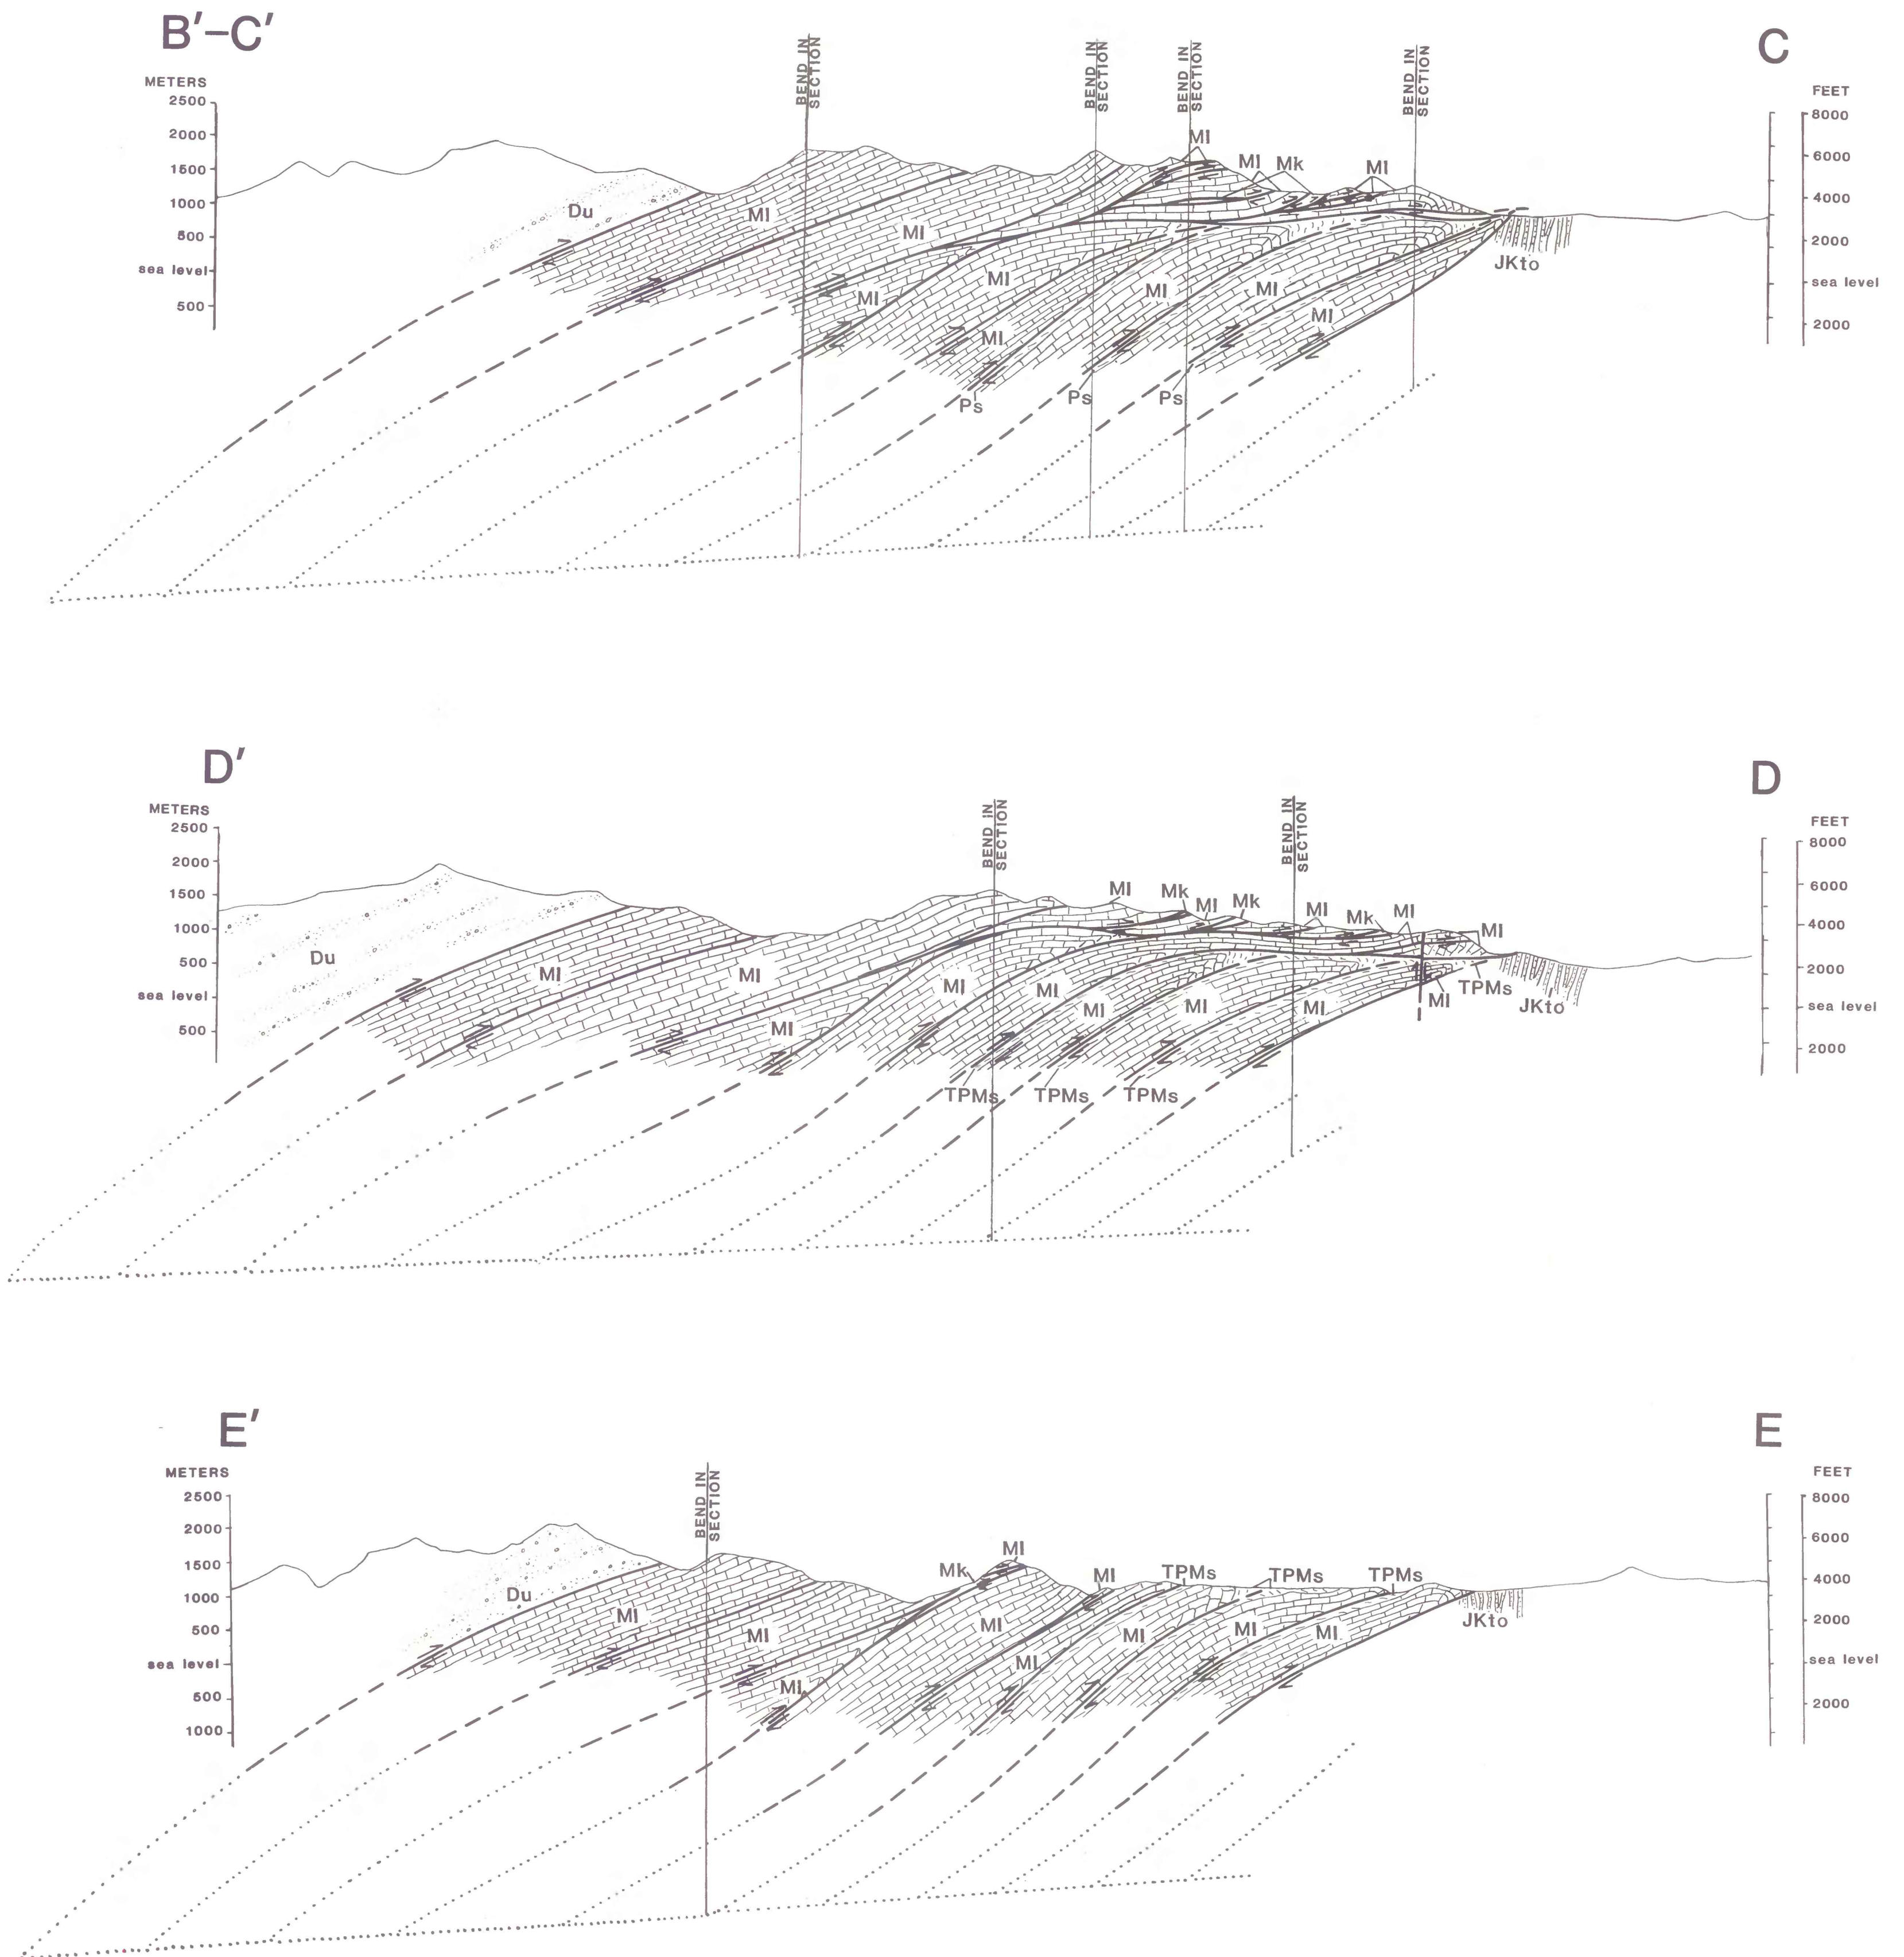 B′–C′
C
BEND IN
SECTION
BEND IN
SECTION
BEND IN
SECTION
BEND IN
SECTION
METERS
2500
2000
1500
1000
500
sea level
500
FEET
8000
6000
4000
2000
sea level
2000
Ml
Ml
Mk
Ml
Du
Ml
Ml
Ml
Ml
Ml
Ml
Ml
Ml
JKto
Ps
Ps
Ps
D′
D
BEND IN
SECTION
BEND IN
SECTION
METERS
2500
2000
1500
1000
500
sea level
500
FEET
8000
6000
4000
2000
sea level
2000
Ml
Mk
Ml
Mk
Ml
Mk
Ml
Ml
Du
Ml
Ml
Ml
Ml
Ml
Ml
Ml
Ml
Ml
TPMs
JKto
TPMs
TPMs
TPMs
E′
E
BEND IN
SECTION
METERS
2500
2000
1500
1000
500
sea level
500
1000
FEET
8000
6000
4000
2000
sea level
2000
Mk
Ml
Ml
TPMs
TPMs
TPMs
Du
Ml
Ml
Ml
Ml
Ml
Ml
Ml
Ml
JKto